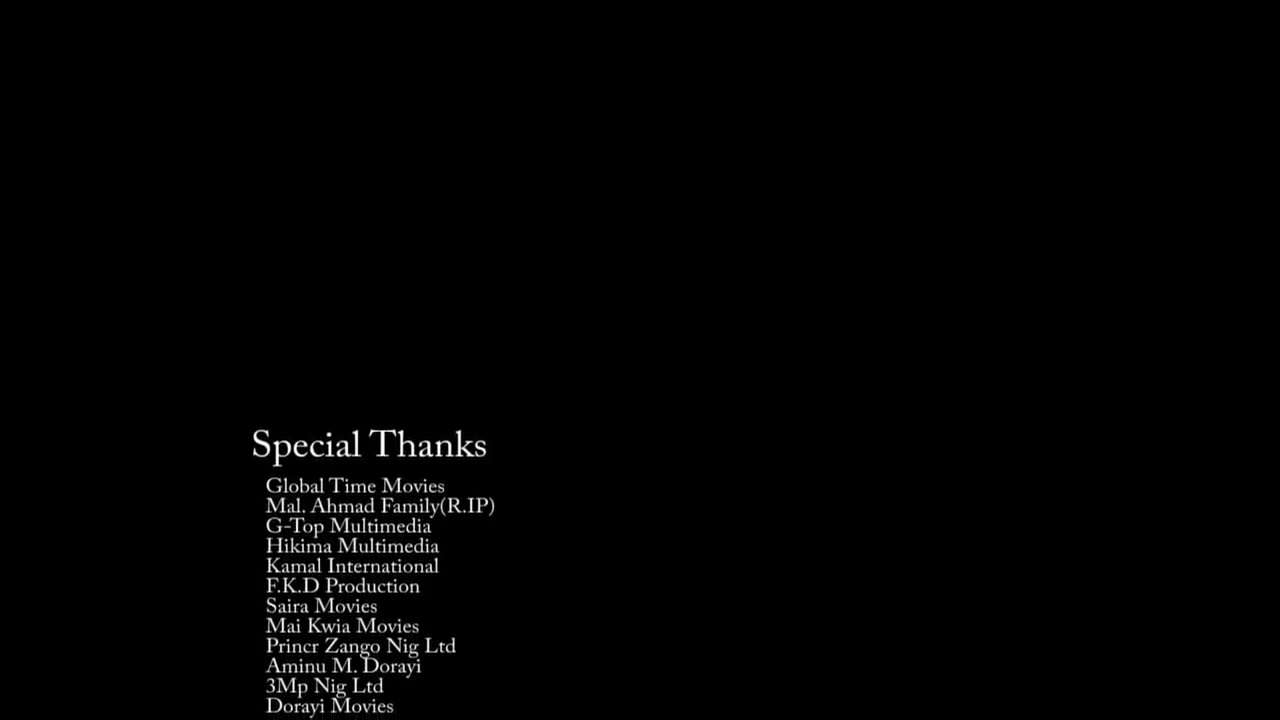 Special Thanks
Global Time Movies
Mal. Ahmad Family(R.IP)
G-Top Multimedia
Hikima Multimedia
Kamal International
F.K.D Production
Saira Movies
Mai Kwia Movies
Princr Zango Nig Ltd
Aminu M. Dorayi
3Mp Nig Ltd
Dorayi Movies